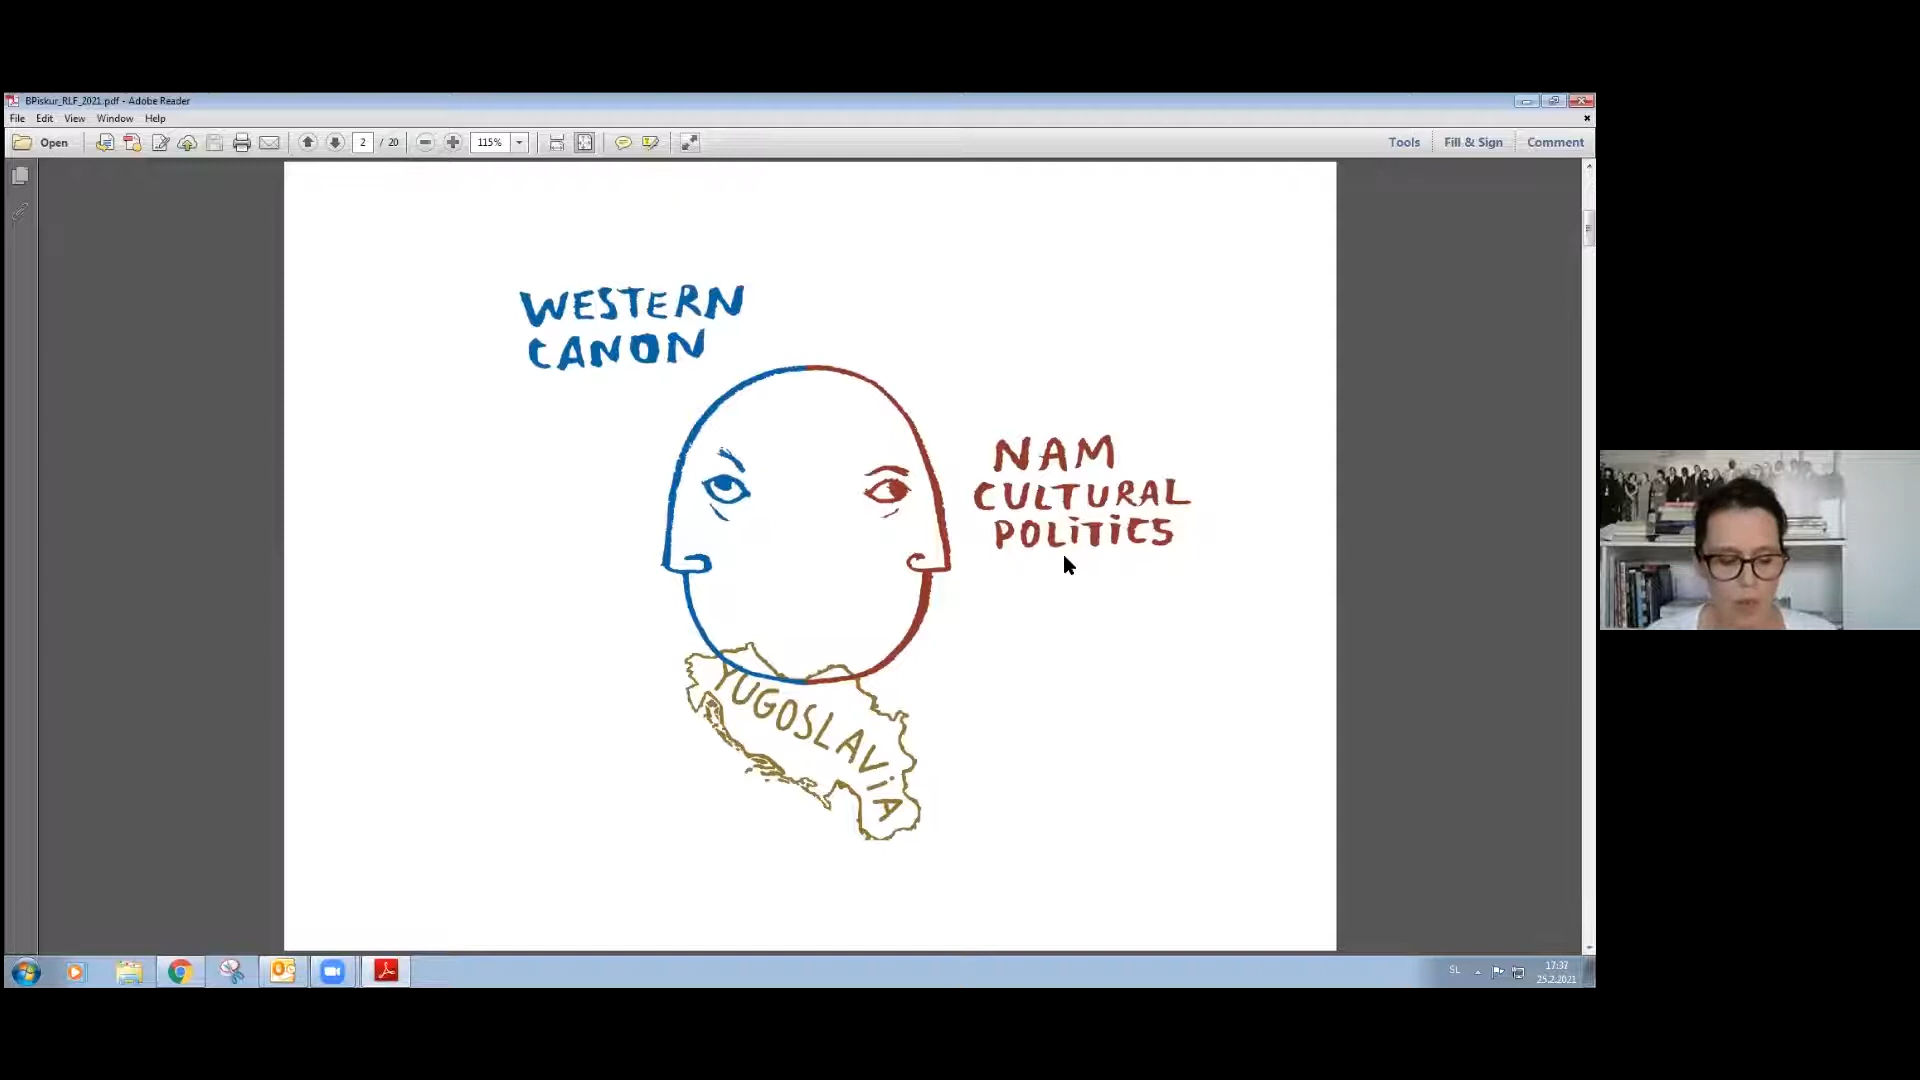 BPiskur_RLF_2021.pdf - Adobe Reader
File Edit View Window Help
Open 2 / 20 115% Tools Fill & Sign Comment
WESTERN
CANON
NAM
CULTURAL
POLITICS
YUGOSLAVIA
SL 17:37
25.2.2021